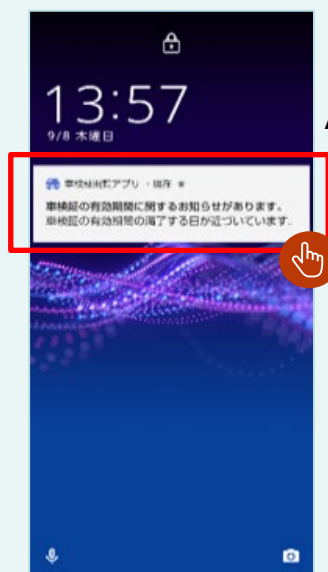 13:57
9/8 木曜日
車検証閲覧アプリ ・現在
車検証の有効期間に関するお知らせがあります。
車検証の有効期間の満了する日が近づいています.